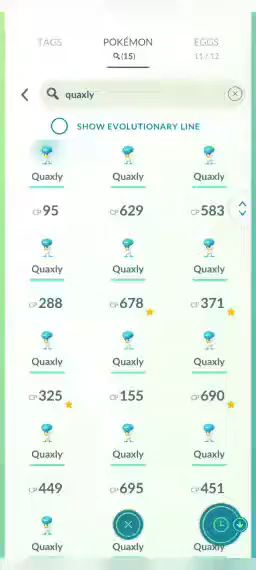 TAGS POKÉMON EGGS
(15) 11 / 12
quaxly
SHOW EVOLUTIONARY LINE
Quaxly Quaxly Quaxly
CP95 CP629 CP583
Quaxly Quaxly Quaxly
CP288 CP678 CP371
Quaxly Quaxly Quaxly
CP325 CP155 CP690
Quaxly Quaxly Quaxly
CP449 CP695 CP451
Quaxly Quaxly Quaxly